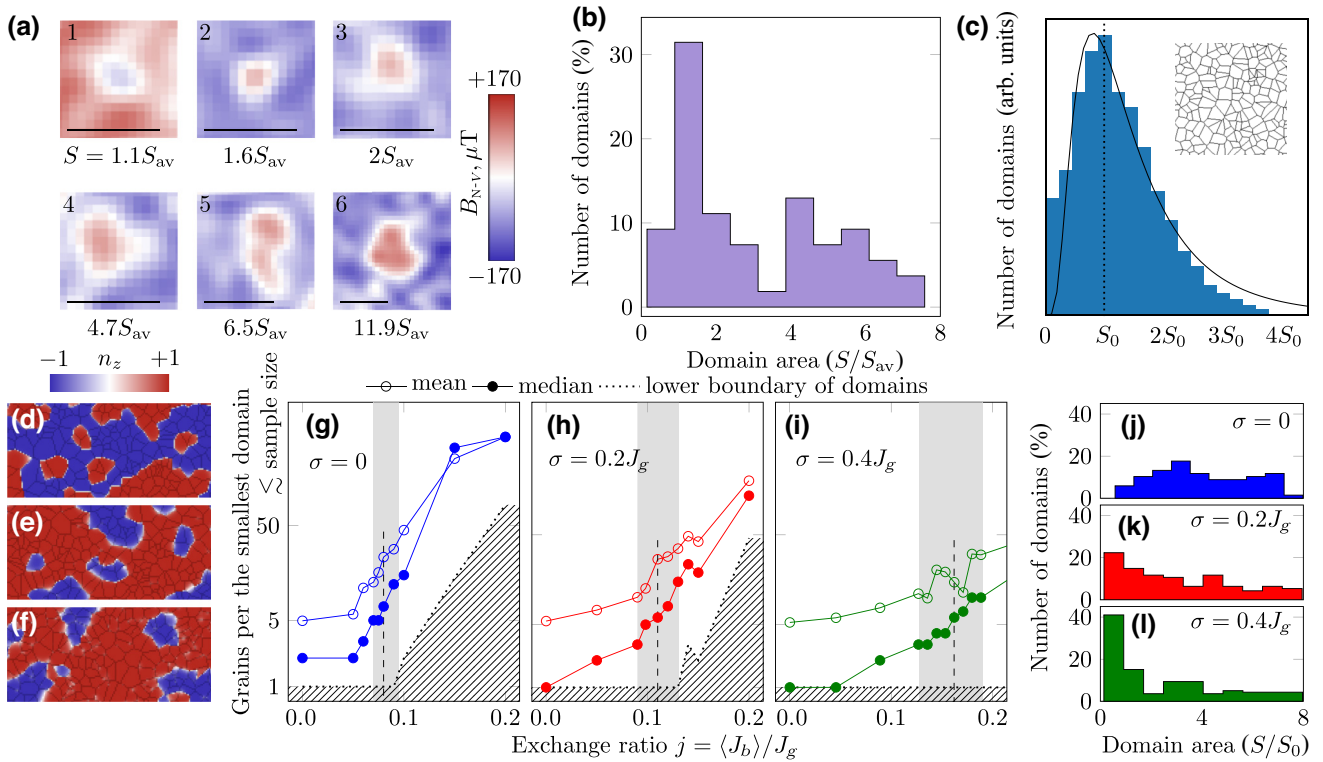 (a)
1
2
3
S = 1.1S_av
1.6S_av
2S_av
4
5
6
4.7S_av
6.5S_av
11.9S_av
+170
B_N-V, μT
−170
(b)
Number of domains (%)
30
20
10
0
0 2 4 6 8
Domain area (S/S_av)
(c)
Number of domains (arb. units)
0 S_0 2S_0 3S_0 4S_0
−1 n_z +1
(d)
(e)
(f)
mean median lower boundary of domains
Grains per the smallest domain
≲ sample size
50
5
1
(g)
σ = 0
0.0 0.1 0.2
(h)
σ = 0.2J_g
0.0 0.1 0.2
(i)
σ = 0.4J_g
0.0 0.1 0.2
Exchange ratio j = ⟨J_b⟩/J_g
Number of domains (%)
40
20
0
(j)
σ = 0
40
20
0
(k)
σ = 0.2J_g
40
20
0
(l)
σ = 0.4J_g
0 4 8
Domain area (S/S_0)